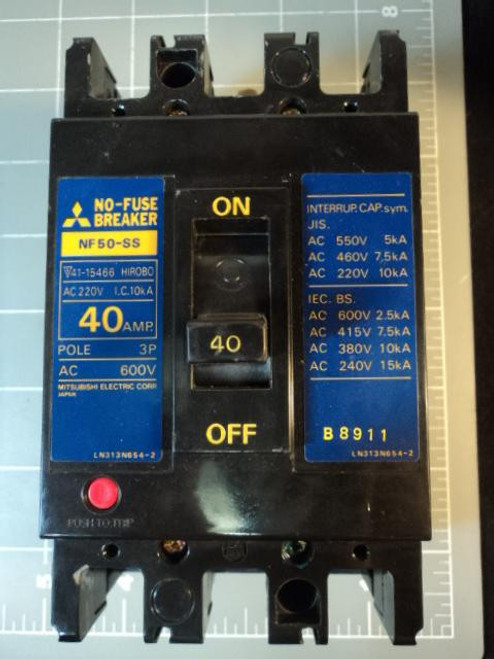 8
NO-FUSE
BREAKER
NF50-SS
41-15466 HIROBO
AC 220V I.C.10kA
40 AMP.
POLE 3P
AC 600V
MITSUBISHI ELECTRIC CORP.
JAPAN
LN313N654-2
ON
40
OFF
INTERRUP. CAP. sym.
JIS.
AC 550V 5kA
AC 460V 7.5kA
AC 220V 10kA
IEC. BS.
AC 600V 2.5kA
AC 415V 7.5kA
AC 380V 10kA
AC 240V 15kA
B8911
LN313N654-2
PUSH TO TRIP